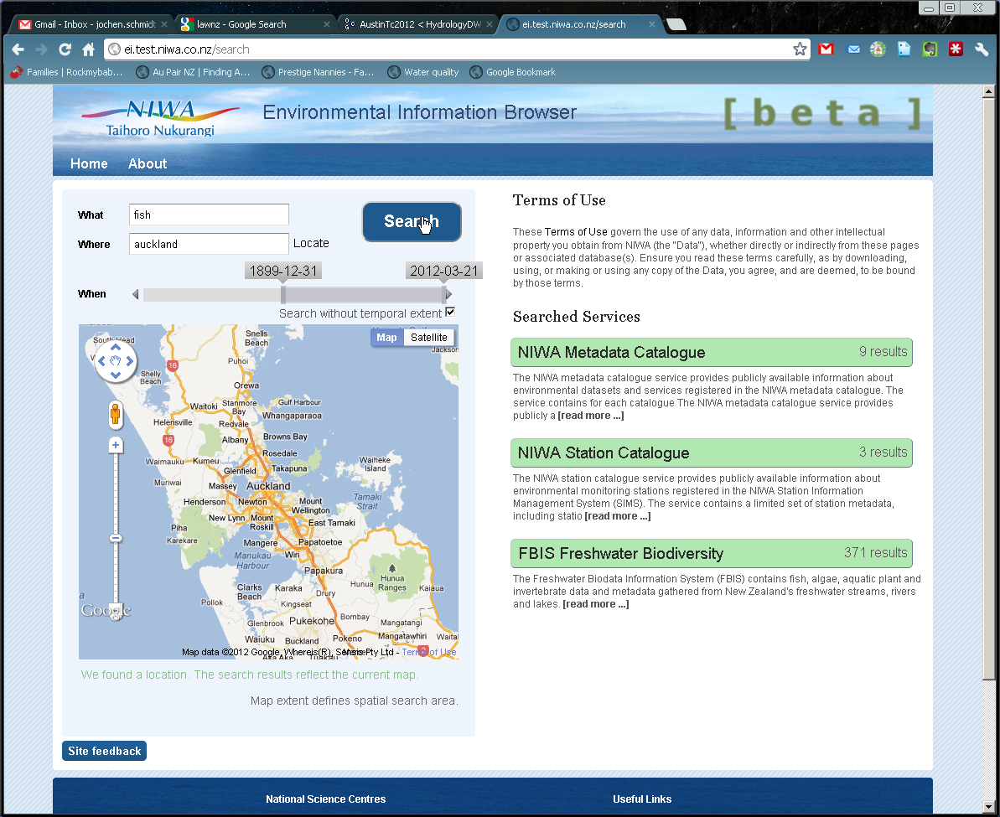 Gmail - Inbox - jochen.schmidt
lawnz - Google Search
AustinTc2012 < HydrologyDW
ei.test.niwa.co.nz/search
ei.test.niwa.co.nz/search
Families | Rockmybab...
Au Pair NZ | Finding A...
Prestige Nannies - Fa...
Water quality
Google Bookmark
NIWA
Taihoro Nukurangi
Environmental Information Browser
[beta]
Home
About
What
fish
Search
Where
auckland
Locate
1899-12-31
2012-03-21
When
Search without temporal extent
Map
Satellite
South Head
Snells
Beach
Jackson
16
Puhoi
Shelly
Beach
Orewa
Waitoki
Stanmore
Bay
Gulf Harbour
Whangaparaoa
Helensville
Redvale
16
Albany
Browns Bay
Rosedale
Waimauku
Kumeu
Glenfield
Takapuna
Waiheke
Island
Muriwai
Massey
Auckland
Henderson
Newton
Mount
Wellington
Tamaki
Strait
New Lynn
Mount
Roskill
East Tamaki
Piha
Karekare
Mangere
Papatoetoe
Manukau
Harbour
Wiri
Papakura
Hunua
Ranges
Clarks
Beach
Karaka
Drury
Hunua
Kaiaua
Pollok
Kingseat
Glenbrook
Pukekohe
Bombay
Mangatangi
Waiuku
Buckland
Pokeno
Mangatawhiri
Waital
Google
Map data ©2012 Google, Whereis(R), Sensis Pty Ltd - Terms of Use
Aka Aka
Tuakau
We found a location. The search results reflect the current map.
Map extent defines spatial search area.
Site feedback
Terms of Use
These Terms of Use govern the use of any data, information and other intellectual
property you obtain from NIWA (the "Data"), whether directly or indirectly from these pages
or associated database(s). Ensure you read these terms carefully, as by downloading,
using, or making or using any copy of the Data, you agree, and are deemed, to be bound
by those terms.
Searched Services
NIWA Metadata Catalogue
9 results
The NIWA metadata catalogue service provides publicly available information about
environmental datasets and services registered in the NIWA metadata catalogue. The
service contains for each catalogue The NIWA metadata catalogue service provides
publicly a [read more ...]
NIWA Station Catalogue
3 results
The NIWA station catalogue service provides publicly available information about
environmental monitoring stations registered in the NIWA Station Information
Management System (SIMS). The service contains a limited set of station metadata,
including statio [read more ...]
FBIS Freshwater Biodiversity
371 results
The Freshwater Biodata Information System (FBIS) contains fish, algae, aquatic plant and
invertebrate data and metadata gathered from New Zealand's freshwater streams, rivers
and lakes. [read more ...]
National Science Centres
Useful Links